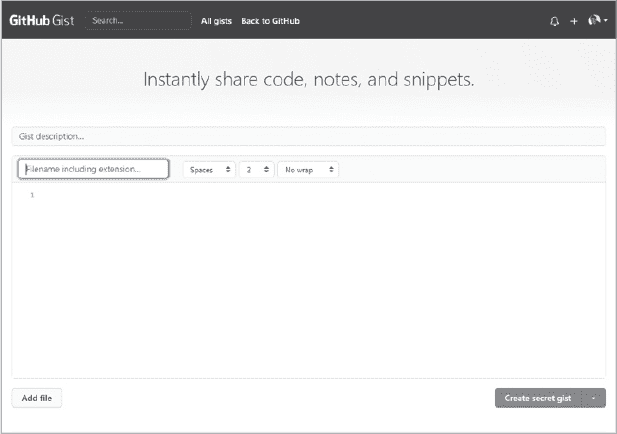 GitHub Gist Search... All gists Back to GitHub
Instantly share code, notes, and snippets.
Gist description...
Filename including extension... Spaces 2 No wrap
1
Add file Create secret gist